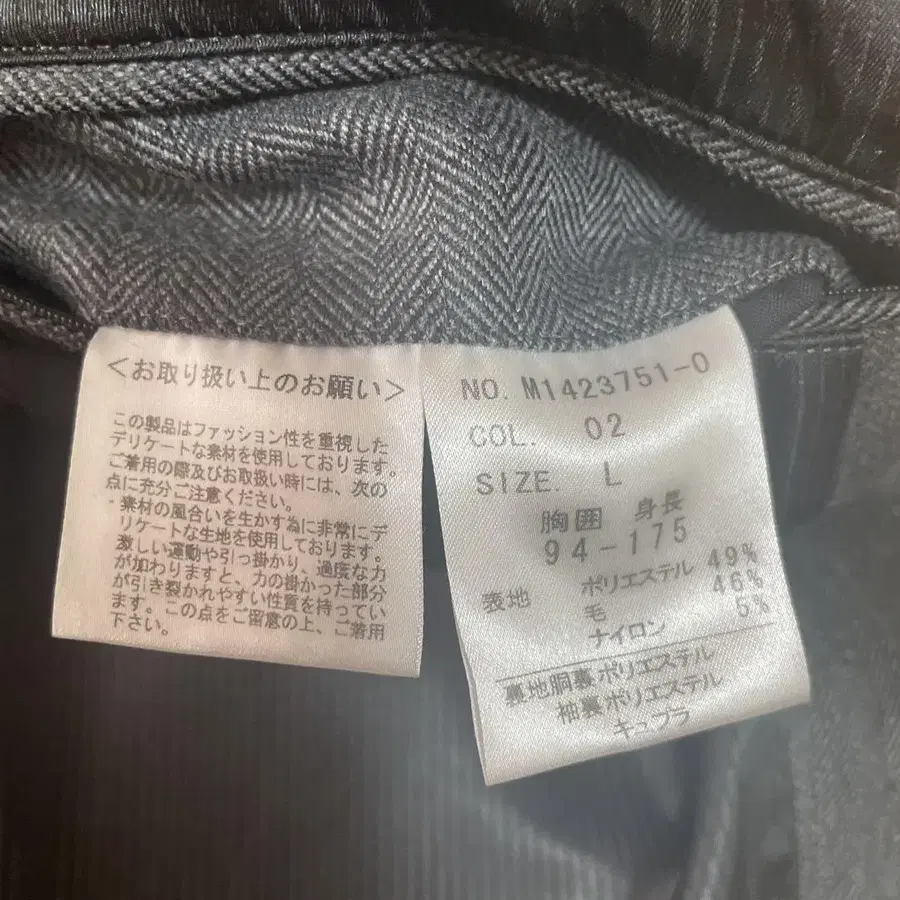 ＜お取り扱い上のお願い＞
この製品はファッション性を重視した
デリケートな素材を使用しております。
ご着用の際及びお取扱い時には、次の
点に充分ご注意ください。
・素材の風合いを生かす為に非常にデ
リケートな生地を使用しております。
激しい運動や引っ掛かり、過度な力
が加わりますと、力の掛かった部分
が引き裂かれやすい性質を持ってい
ます。この点をご留意の上、ご着用
下さい。
NO. M1423751-0
COL. 02
SIZE. L
胸囲 身長
94-175
表地 ポリエステル 49%
毛 46%
ナイロン 5%
裏地胴裏ポリエステル
袖裏ポリエステル
キュプラ